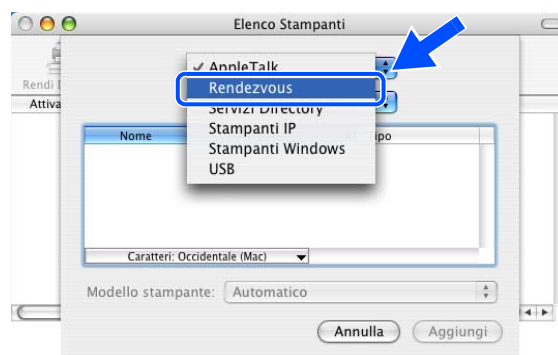 Elenco Stampanti
Rendi
Attiva
AppleTalk
Rendezvous
Servizi Directory
Stampanti IP
Stampanti Windows
USB
Nome
ipo
Caratteri: Occidentale (Mac)
Modello stampante: Automatico
Annulla Aggiungi